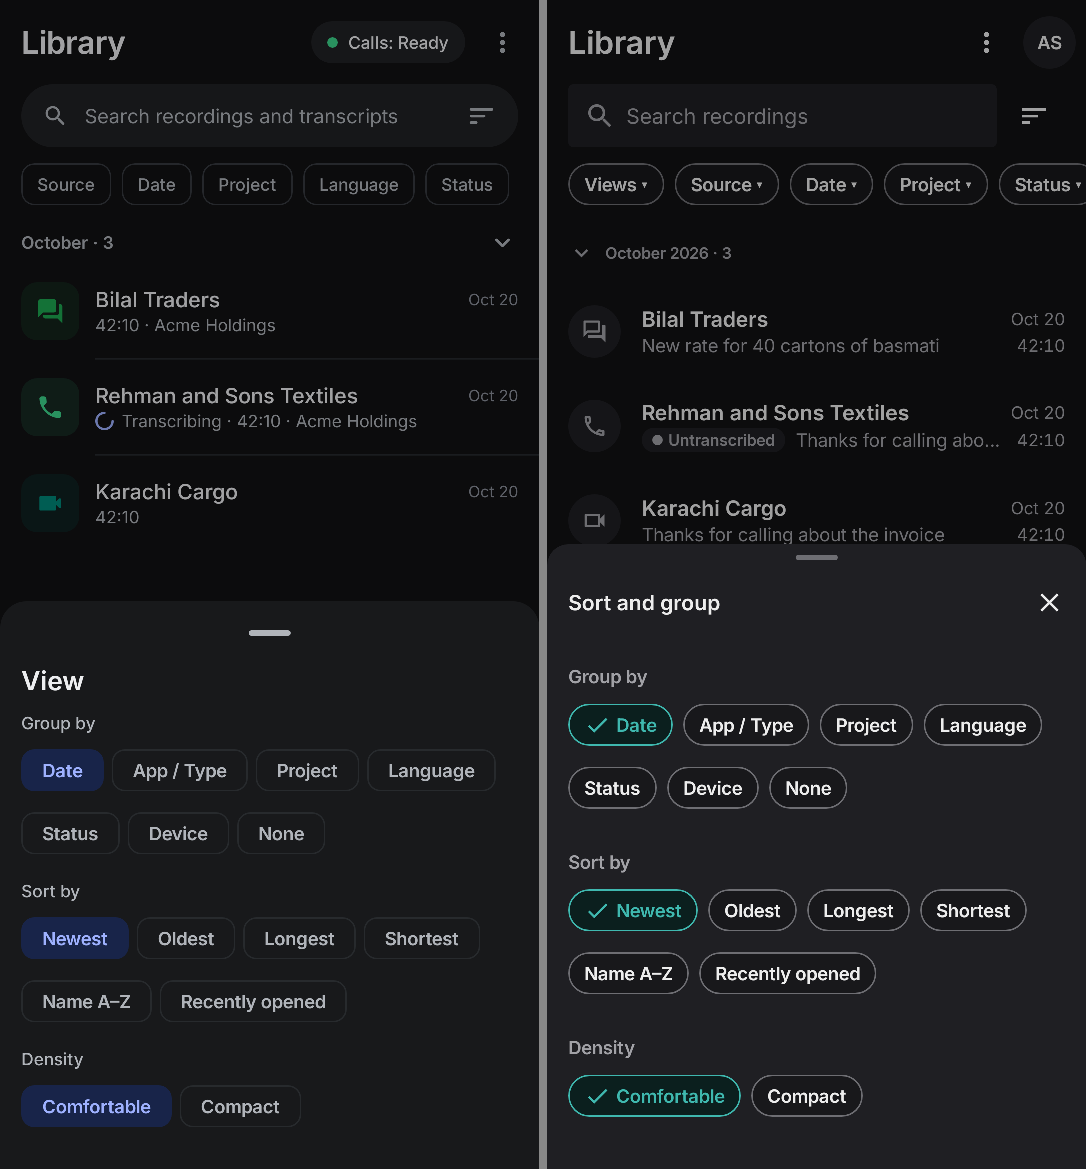 Library
Calls: Ready
Search recordings and transcripts
Source Date Project Language Status
October · 3
Bilal Traders Oct 20
42:10 · Acme Holdings
Rehman and Sons Textiles Oct 20
Transcribing · 42:10 · Acme Holdings
Karachi Cargo Oct 20
42:10
View
Group by
Date App / Type Project Language
Status Device None
Sort by
Newest Oldest Longest Shortest
Name A–Z Recently opened
Density
Comfortable Compact
Library AS
Search recordings
Views ▾ Source ▾ Date ▾ Project ▾ Status ▾
October 2026 · 3
Bilal Traders Oct 20
New rate for 40 cartons of basmati 42:10
Rehman and Sons Textiles Oct 20
Untranscribed Thanks for calling abo... 42:10
Karachi Cargo Oct 20
Thanks for calling about the invoice 42:10
Sort and group
Group by
Date App / Type Project Language
Status Device None
Sort by
Newest Oldest Longest Shortest
Name A–Z Recently opened
Density
Comfortable Compact